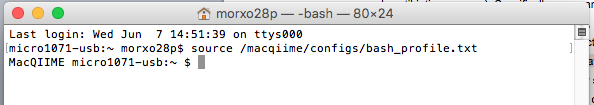 morxo28p — -bash — 80×24
Last login: Wed Jun  7 14:51:39 on ttys000
[micro1071-usb:~ morxo28p$ source /macqiime/configs/bash_profile.txt ]
MacQIIME micro1071-usb:~ $